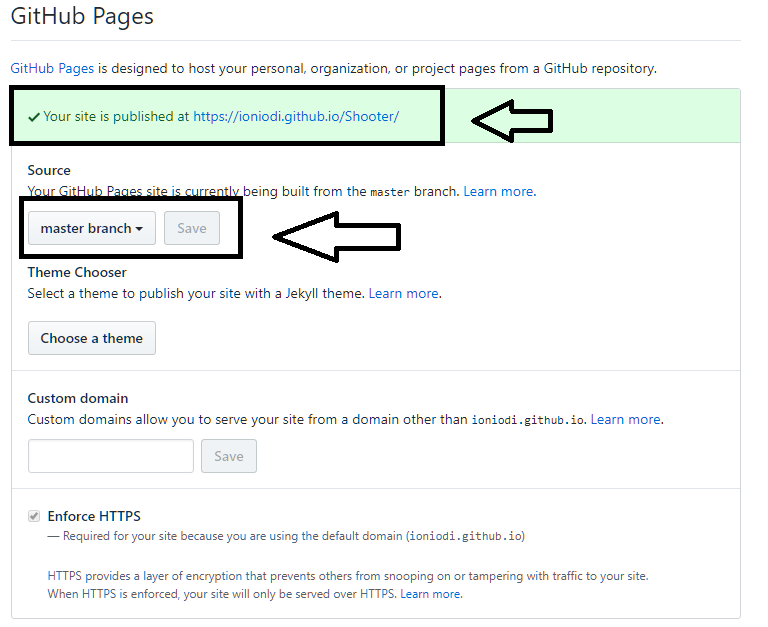 GitHub Pages
GitHub Pages is designed to host your personal, organization, or project pages from a GitHub repository.
✓ Your site is published at https://ioniodi.github.io/Shooter/
Source
Your GitHub Pages site is currently being built from the master branch. Learn more.
master branch Save
Theme Chooser
Select a theme to publish your site with a Jekyll theme. Learn more.
Choose a theme
Custom domain
Custom domains allow you to serve your site from a domain other than ioniodi.github.io. Learn more.
Save
Enforce HTTPS
— Required for your site because you are using the default domain (ioniodi.github.io)
HTTPS provides a layer of encryption that prevents others from snooping on or tampering with traffic to your site.
When HTTPS is enforced, your site will only be served over HTTPS. Learn more.